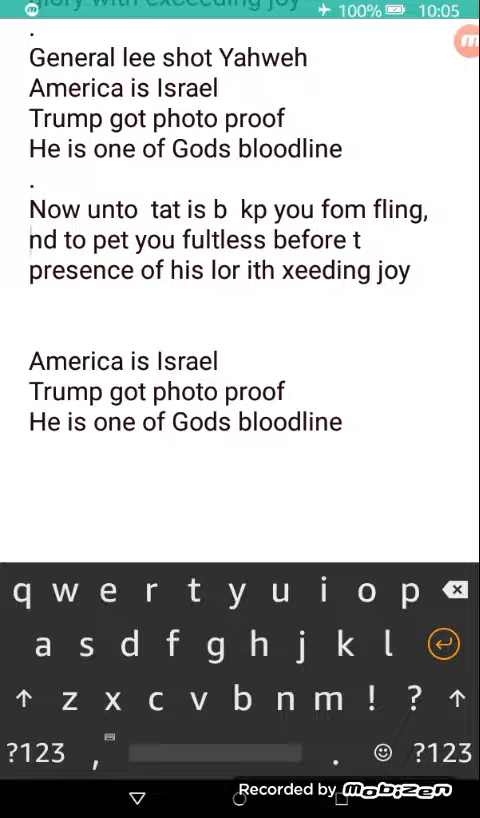 glory with exceeding joy
100% 10:05
.
General lee shot Yahweh
America is Israel
Trump got photo proof
He is one of Gods bloodline
.
Now unto tat is b kp you fom fling,
nd to pet you fultless before t
presence of his lor ith xeeding joy
America is Israel
Trump got photo proof
He is one of Gods bloodline
q w e r t y u i o p
a s d f g h j k l
z x c v b n m ! ?
?123 , . ?123
Recorded by mobizen